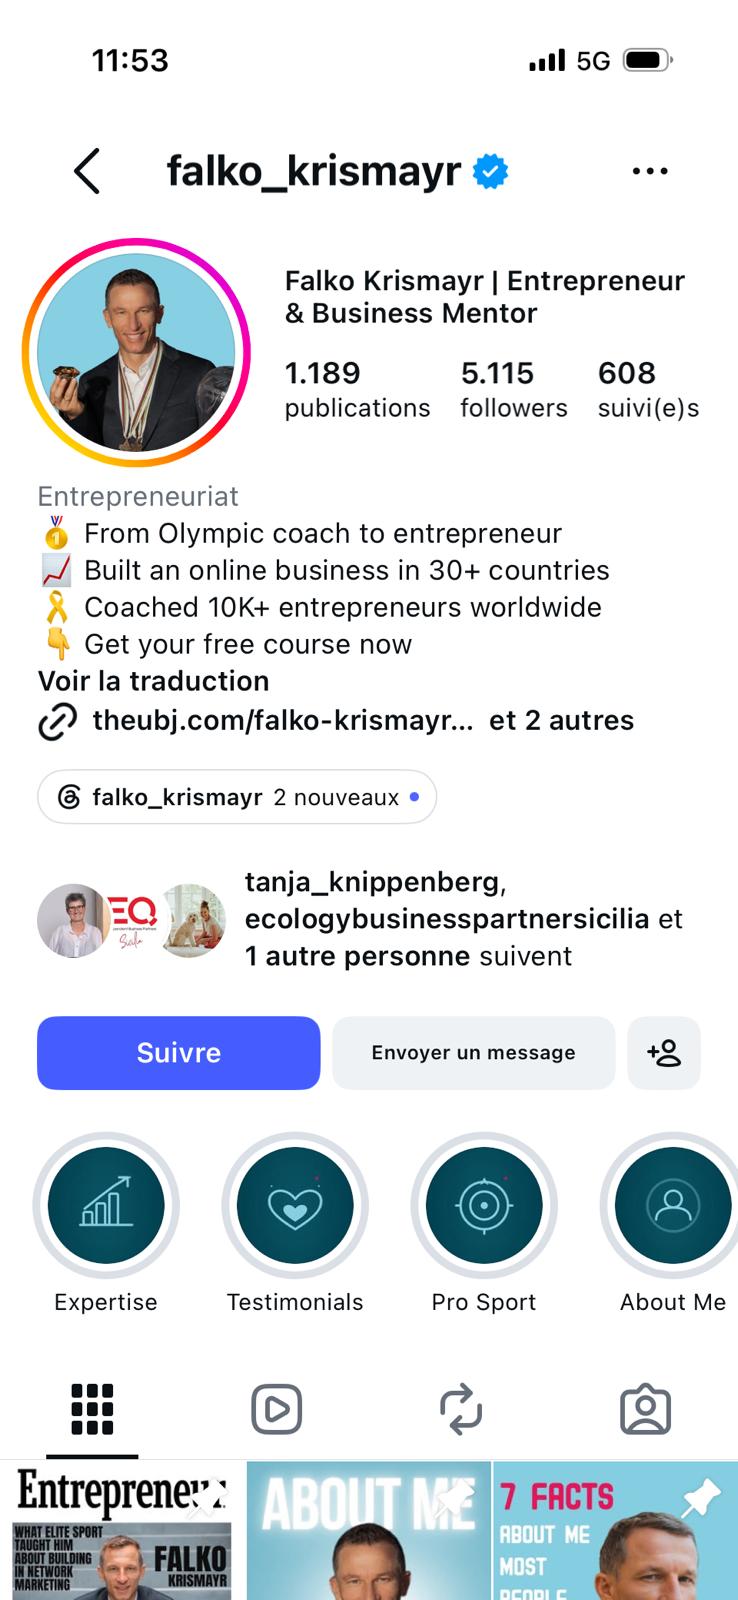 11:53
5G
falko_krismayr
Falko Krismayr | Entrepreneur
& Business Mentor
1.189 5.115 608
publications followers suivi(e)s
Entrepreneuriat
🏅 From Olympic coach to entrepreneur
📈 Built an online business in 30+ countries
🎗️ Coached 10K+ entrepreneurs worldwide
👇 Get your free course now
Voir la traduction
theubj.com/falko-krismayr... et 2 autres
falko_krismayr 2 nouveaux
tanja_knippenberg,
ecologybusinesspartnersicilia et
1 autre personne suivent
EQ
Sicilia
Suivre
Envoyer un message
Expertise Testimonials Pro Sport About Me
Entrepreneur
WHAT ELITE SPORT
TAUGHT HIM
ABOUT BUILDING
IN NETWORK
MARKETING
FALKO
KRISMAYR
ABOUT ME
7 FACTS
ABOUT ME
MOST
PEOPLE